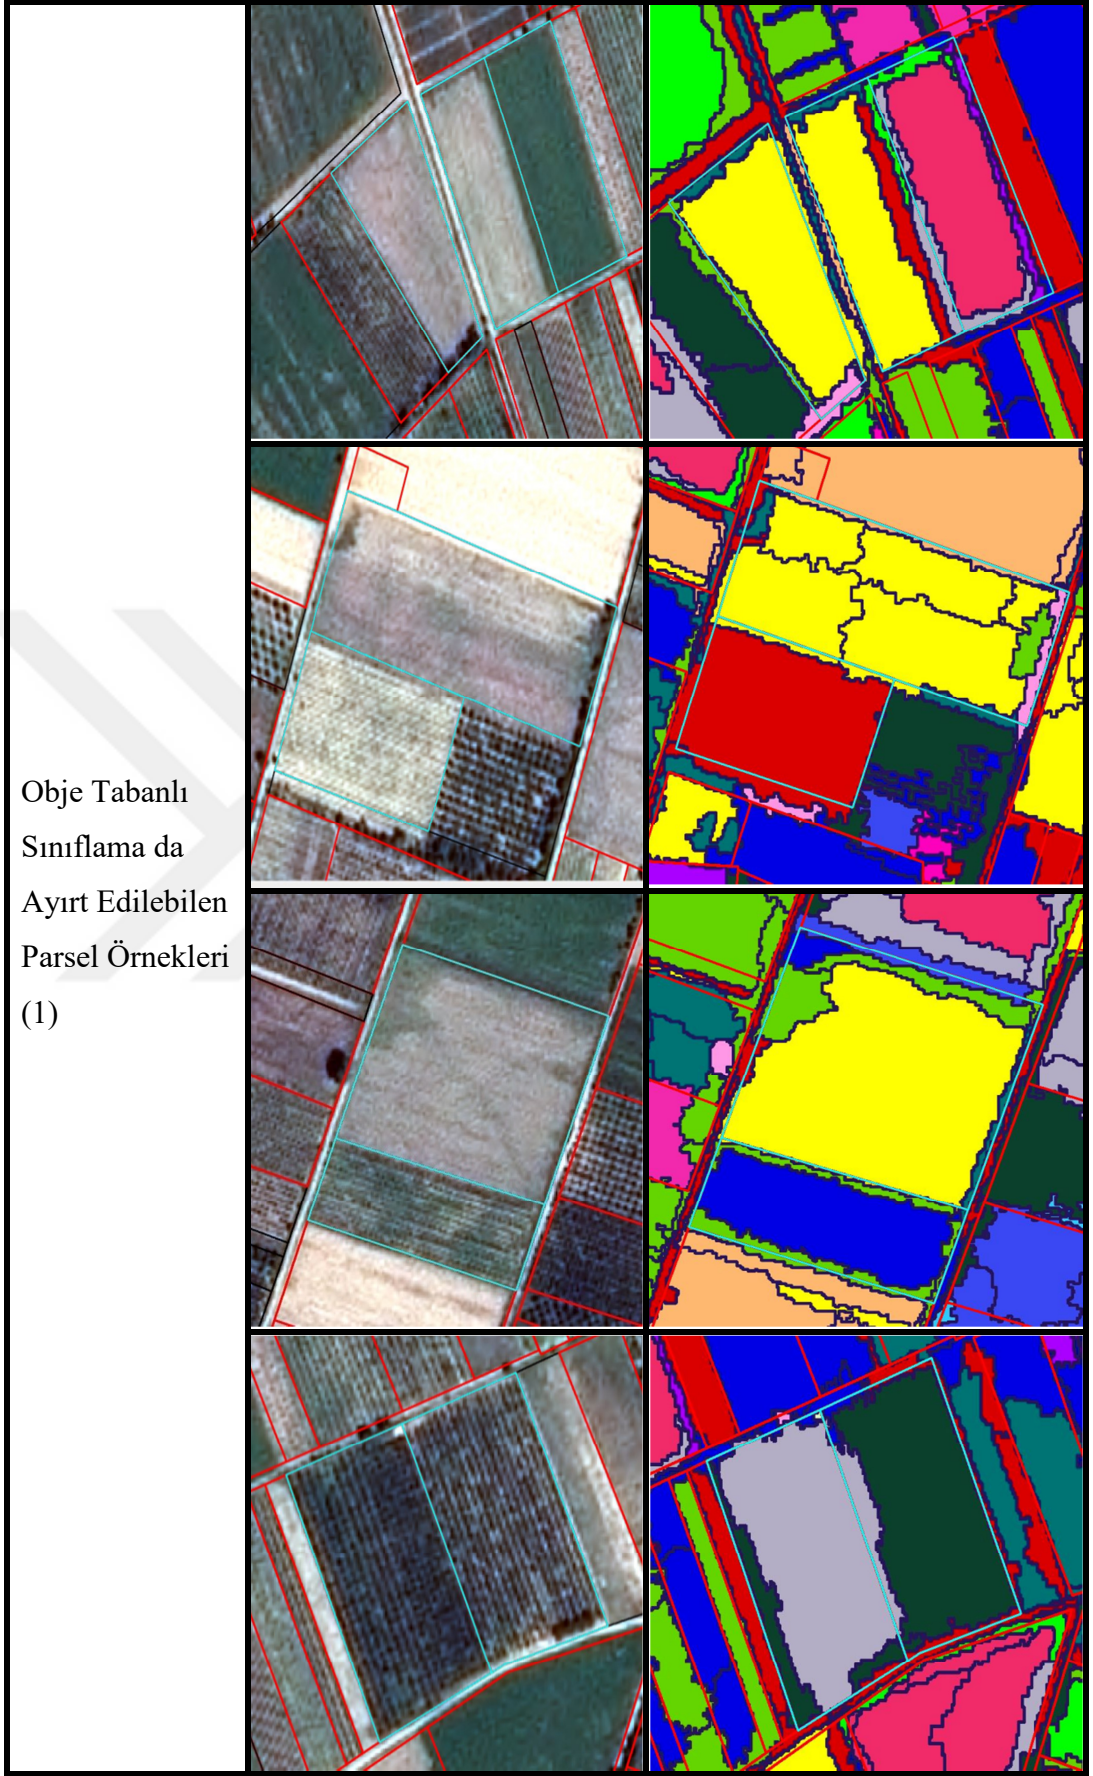 Obje Tabanlı
Sınıflama da
Ayırt Edilebilen
Parsel Örnekleri
(1)